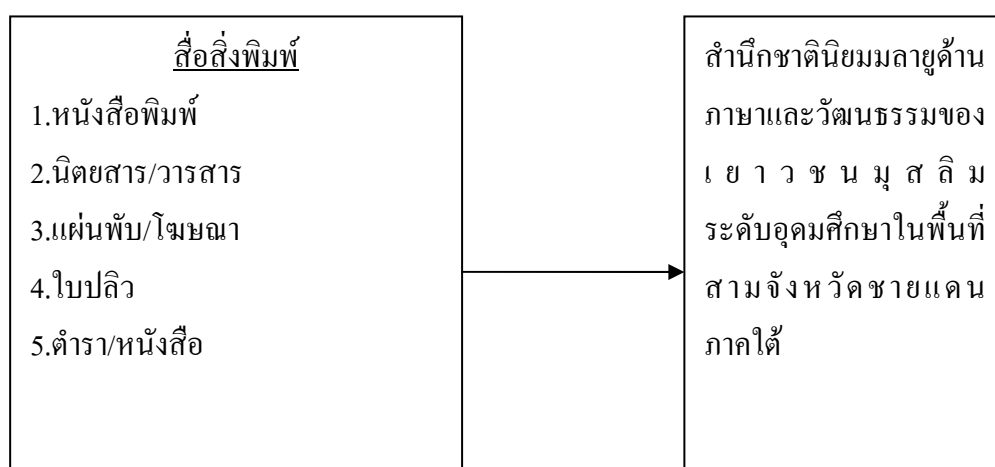 สื่อสิ่งพิมพ์
1.หนังสือพิมพ์
2.นิตยสาร/วารสาร
3.แผ่นพับ/โฆษณา
4.ใบปลิว
5.ตำรา/หนังสือ
สำนึกชาตินิยมมลายูด้าน
ภาษาและวัฒนธรรมของ
เ ย า ว ช น มุ ส ลิ ม
ระดับอุดมศึกษาในพื้นที่
ส า ม จั ง ห วั ด ช า ย แ ด น
ภาคใต้